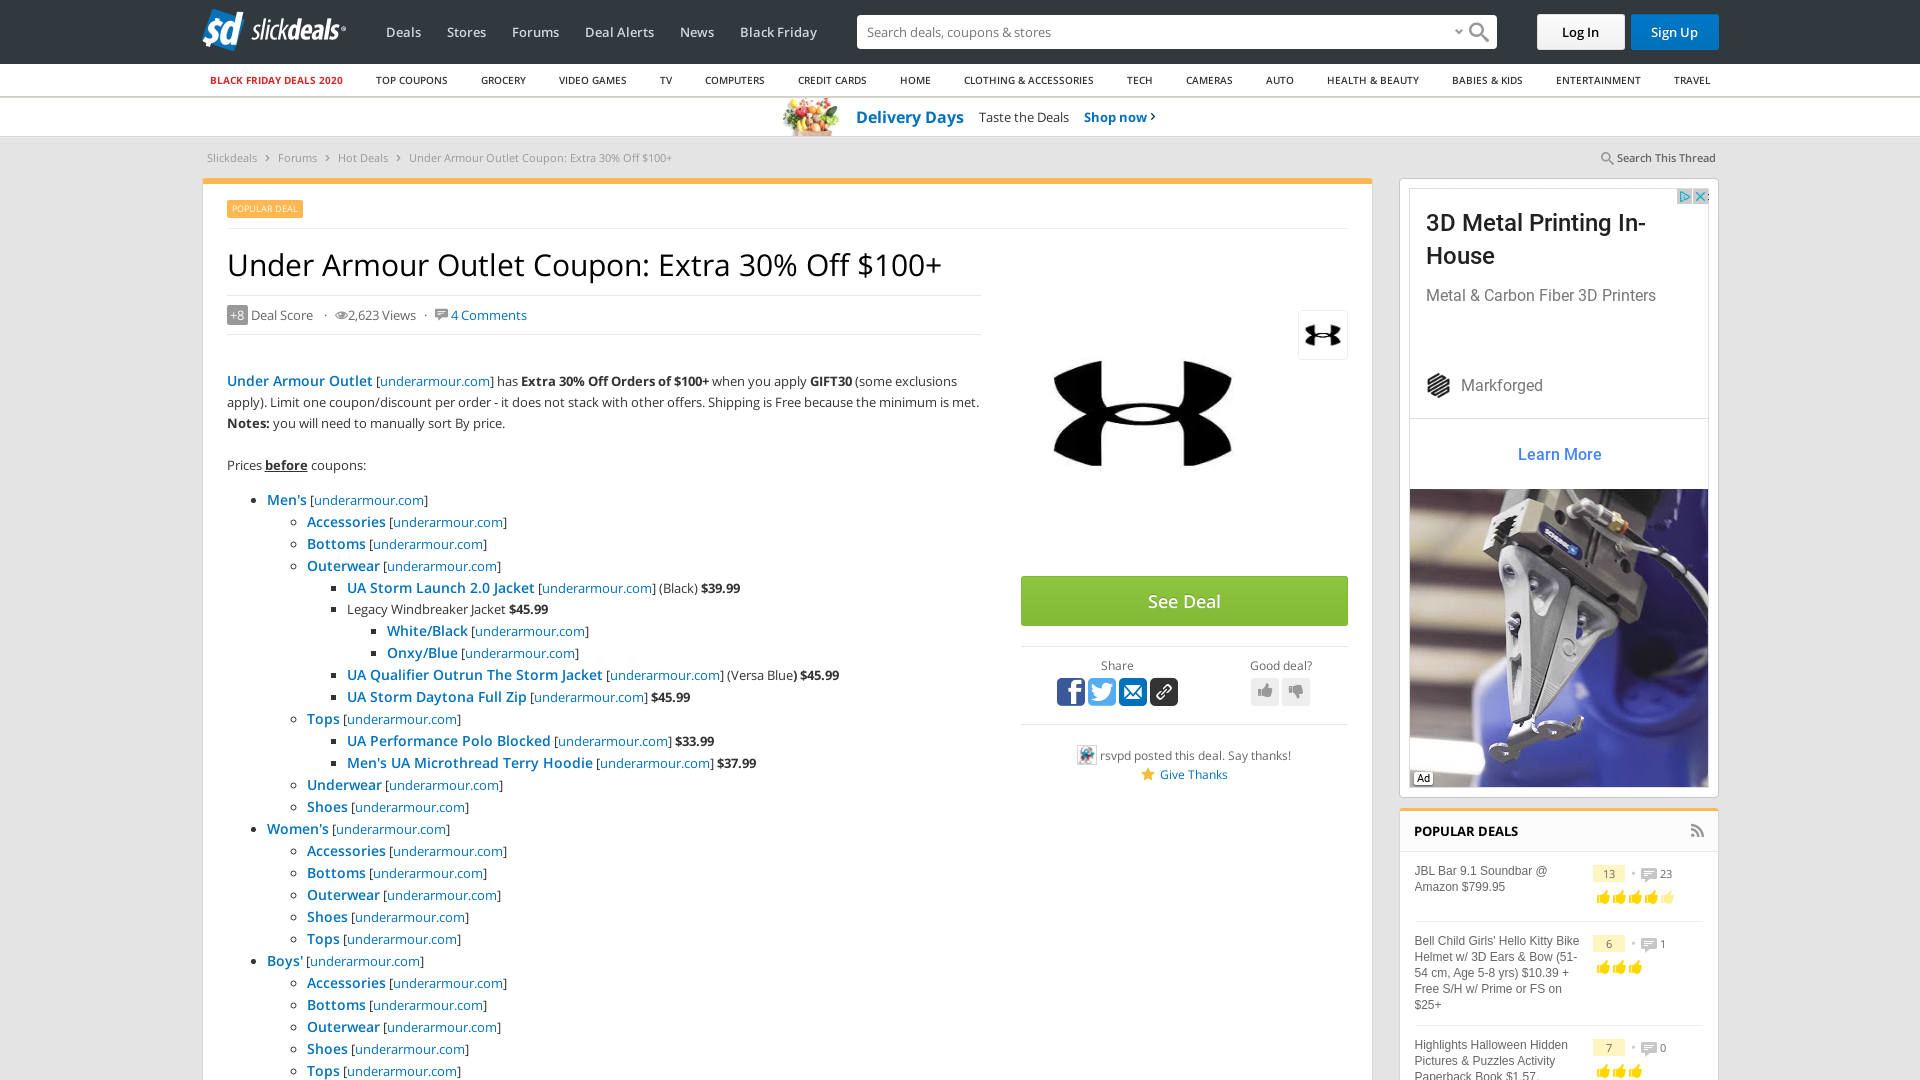 slickdeals
Deals
Stores
Forums
Deal Alerts
News
Black Friday
Search deals, coupons & stores
Log In
Sign Up
BLACK FRIDAY DEALS 2020
TOP COUPONS
GROCERY
VIDEO GAMES
TV
COMPUTERS
CREDIT CARDS
HOME
CLOTHING & ACCESSORIES
TECH
CAMERAS
AUTO
HEALTH & BEAUTY
BABIES & KIDS
ENTERTAINMENT
TRAVEL
Delivery Days Taste the Deals Shop now
Slickdeals > Forums > Hot Deals > Under Armour Outlet Coupon: Extra 30% Off $100+
Search This Thread
POPULAR DEAL
Under Armour Outlet Coupon: Extra 30% Off $100+
+8 Deal Score · 2,623 Views · 4 Comments
Under Armour Outlet [underarmour.com] has Extra 30% Off Orders of $100+ when you apply GIFT30 (some exclusions
apply). Limit one coupon/discount per order - it does not stack with other offers. Shipping is Free because the minimum is met.
Notes: you will need to manually sort By price.
Prices before coupons:
Men's [underarmour.com]
Accessories [underarmour.com]
Bottoms [underarmour.com]
Outerwear [underarmour.com]
UA Storm Launch 2.0 Jacket [underarmour.com] (Black) $39.99
Legacy Windbreaker Jacket $45.99
White/Black [underarmour.com]
Onxy/Blue [underarmour.com]
UA Qualifier Outrun The Storm Jacket [underarmour.com] (Versa Blue) $45.99
UA Storm Daytona Full Zip [underarmour.com] $45.99
Tops [underarmour.com]
UA Performance Polo Blocked [underarmour.com] $33.99
Men's UA Microthread Terry Hoodie [underarmour.com] $37.99
Underwear [underarmour.com]
Shoes [underarmour.com]
Women's [underarmour.com]
Accessories [underarmour.com]
Bottoms [underarmour.com]
Outerwear [underarmour.com]
Shoes [underarmour.com]
Tops [underarmour.com]
Boys' [underarmour.com]
Accessories [underarmour.com]
Bottoms [underarmour.com]
Outerwear [underarmour.com]
Shoes [underarmour.com]
Tops [underarmour.com]
See Deal
Share
Good deal?
rsvpd posted this deal. Say thanks!
Give Thanks
3D Metal Printing In-
House
Metal & Carbon Fiber 3D Printers
Markforged
Learn More
Ad
POPULAR DEALS
JBL Bar 9.1 Soundbar @
Amazon $799.95
13 • 23
Bell Child Girls' Hello Kitty Bike
Helmet w/ 3D Ears & Bow (51-
54 cm, Age 5-8 yrs) $10.39 +
Free S/H w/ Prime or FS on
$25+
6 • 1
Highlights Halloween Hidden
Pictures & Puzzles Activity
Paperback Book $1.57,
7 • 0